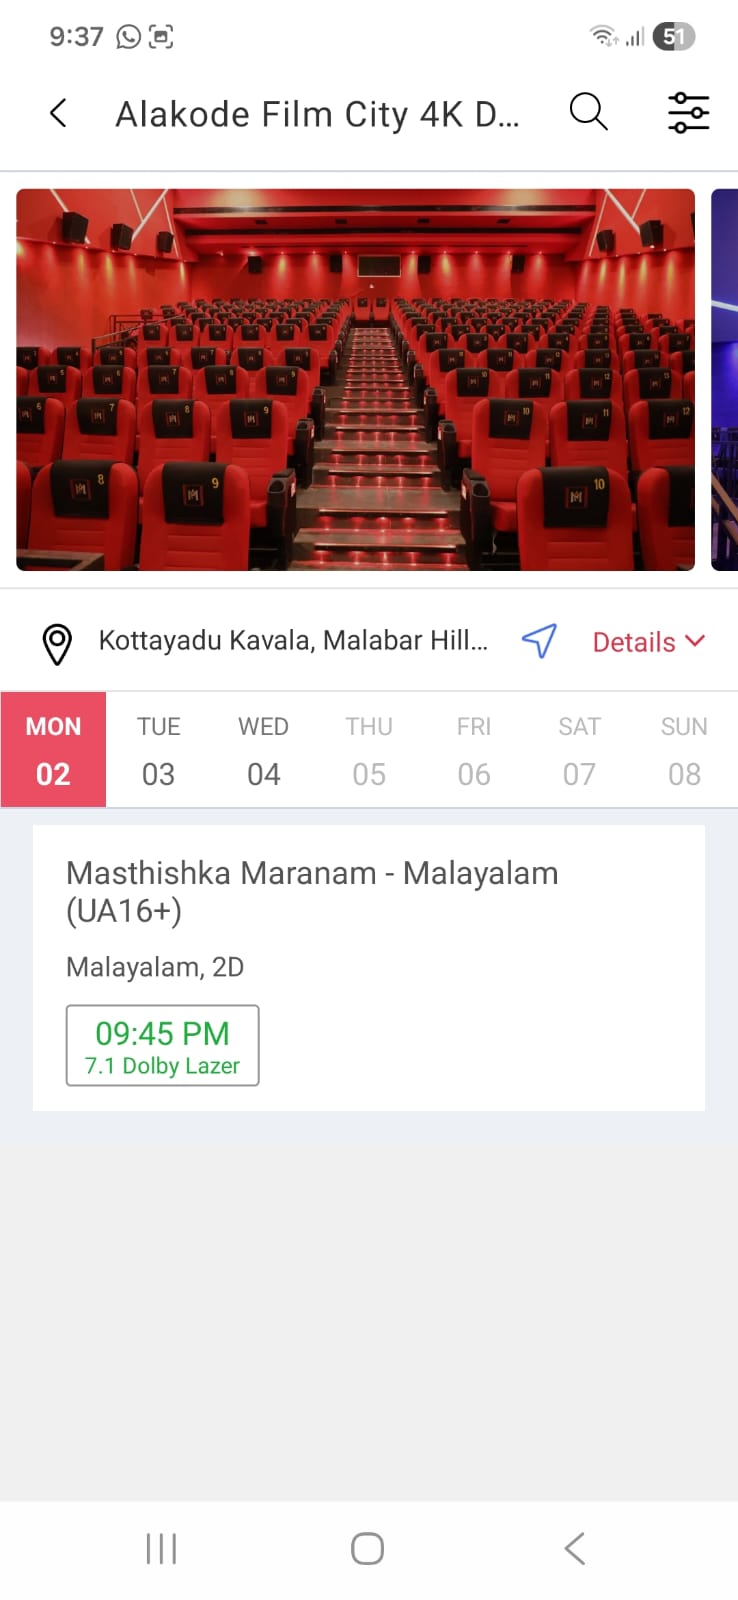 9:37 51
Alakode Film City 4K D...
Kottayadu Kavala, Malabar Hill... Details
MON TUE WED THU FRI SAT SUN
02 03 04 05 06 07 08
Masthishka Maranam - Malayalam
(UA16+)
Malayalam, 2D
09:45 PM
7.1 Dolby Lazer